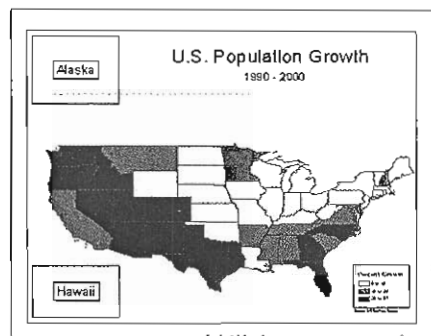 Alaska
U.S. Population Growth
1990 - 2000
Hawaii
Percent Growth